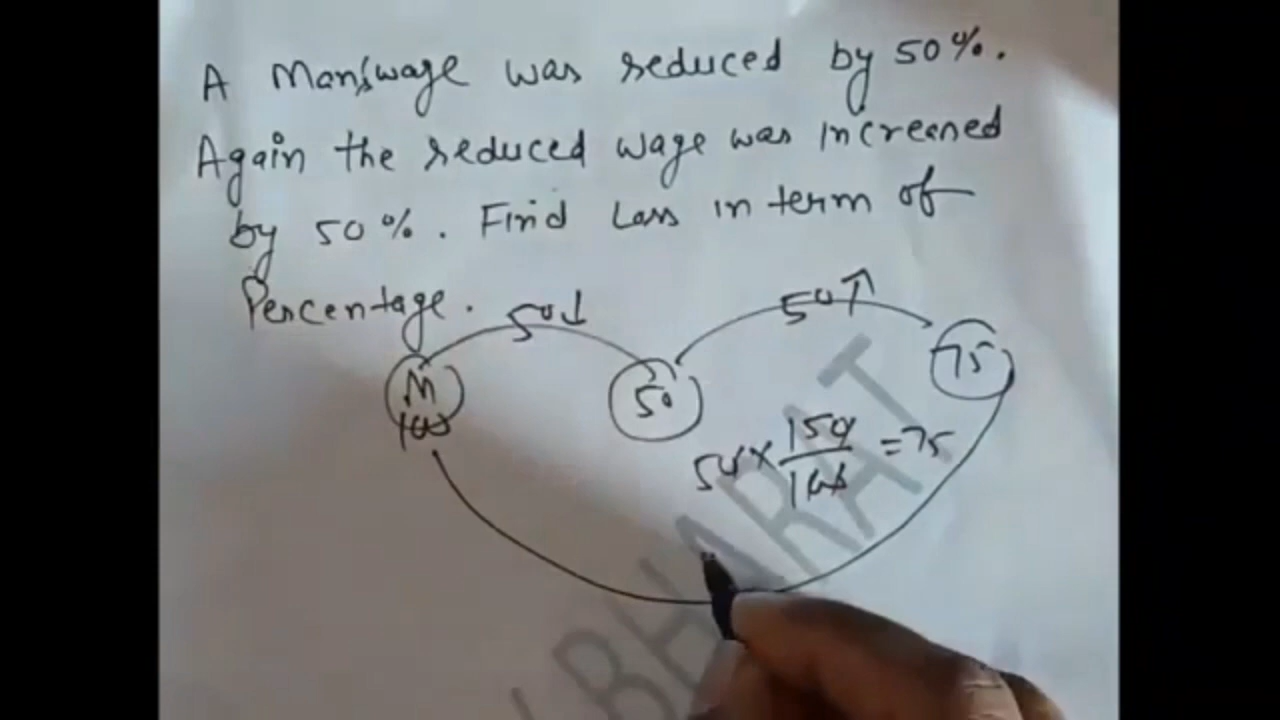 A Man's wage was reduced by 50%.
Again the reduced wage was increased
by 50%. Find Loss in term of
Percentage.
50↓
50↑
M
100
50
75
50 × 150/100 = 75
BHARAT